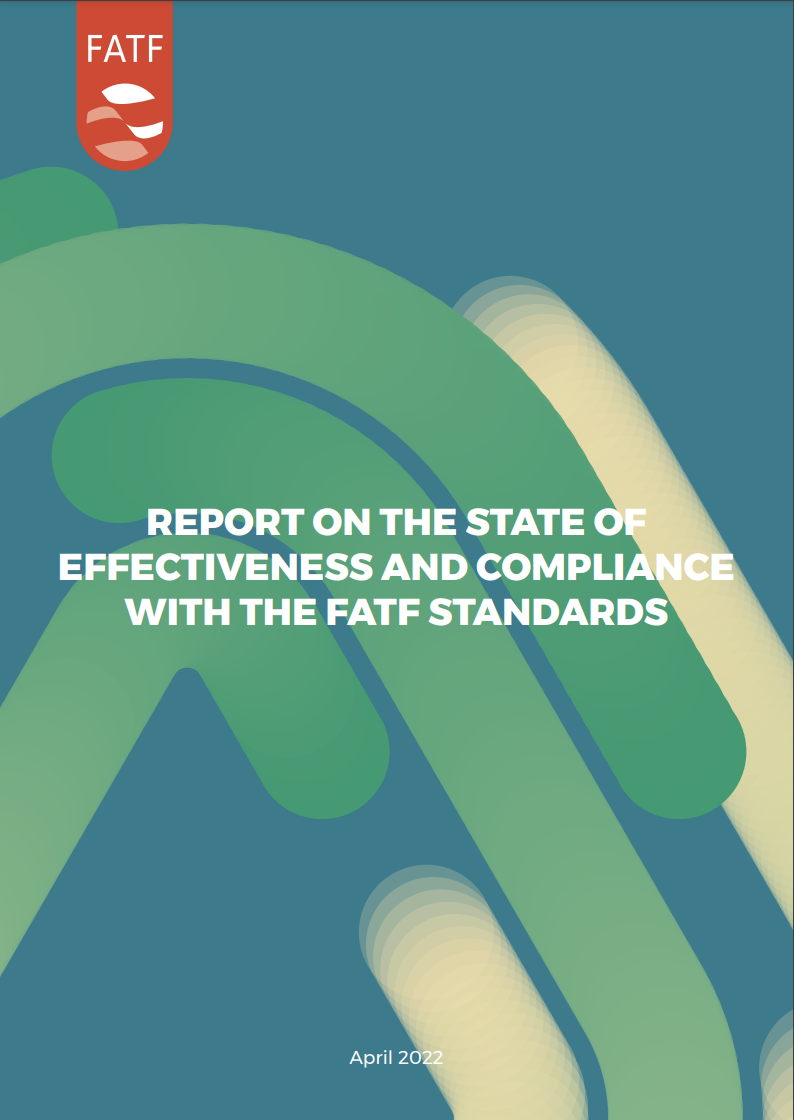 FATF
REPORT ON THE STATE OF
EFFECTIVENESS AND COMPLIANCE
WITH THE FATF STANDARDS
April 2022